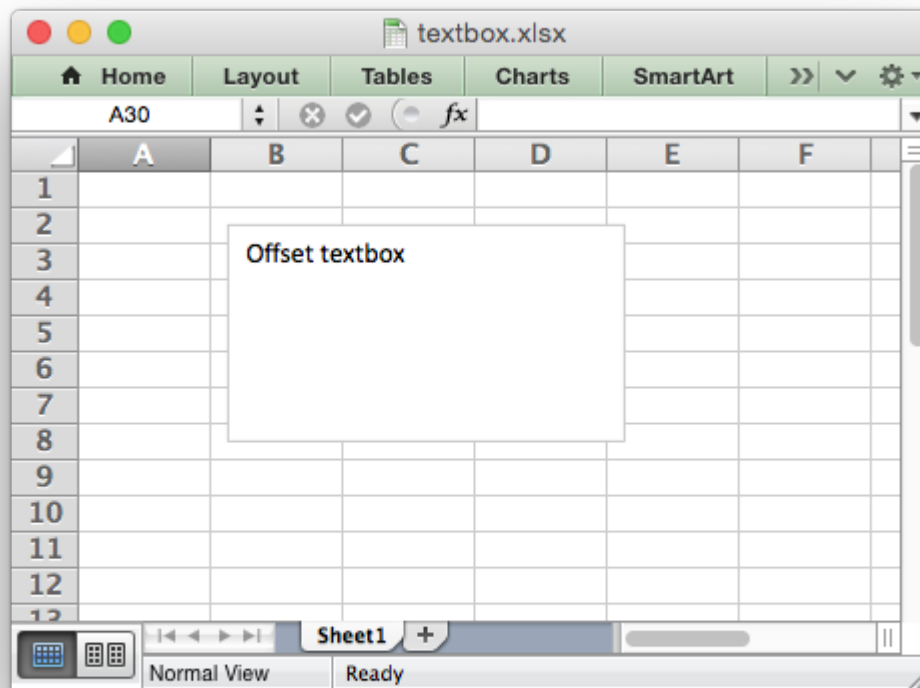 textbox.xlsx
Home Layout Tables Charts SmartArt
A30 fx
A B C D E F
1
2
Offset textbox
3
4
5
6
7
8
9
10
11
12
13
Sheet1 +
Normal View Ready